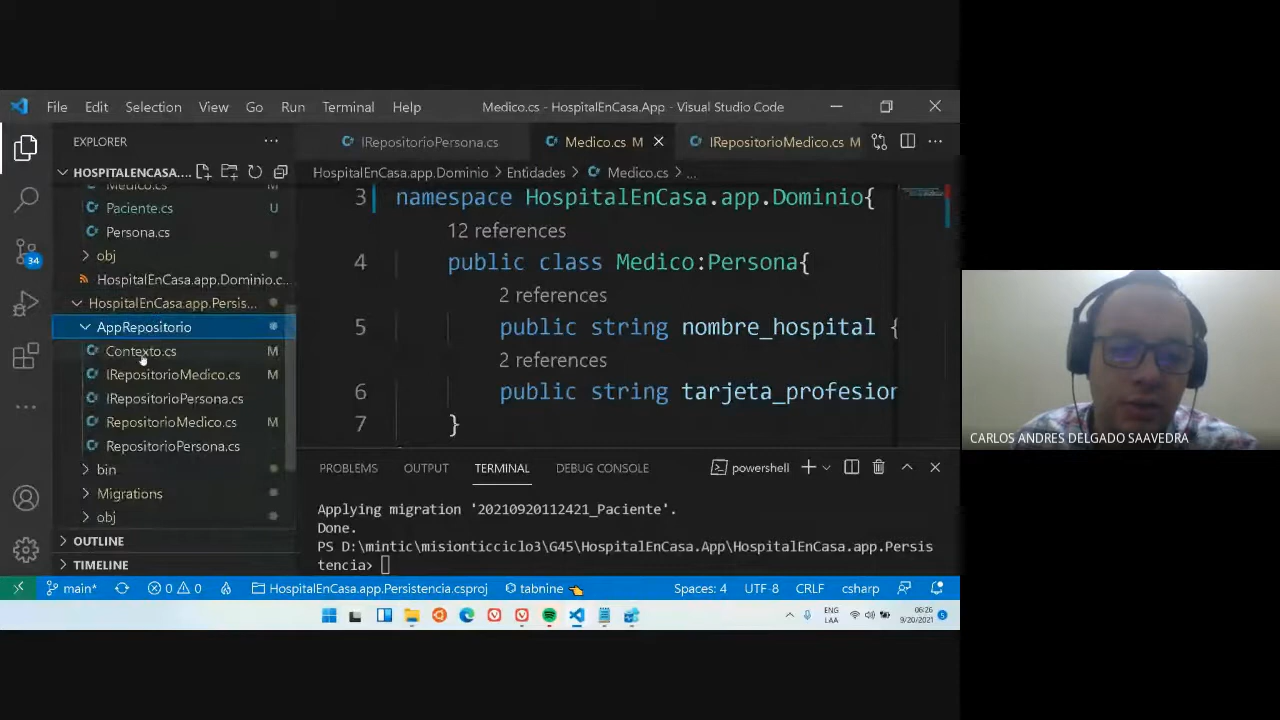 File Edit Selection View Go Run Terminal Help
Medico.cs - HospitalEnCasa.App - Visual Studio Code
EXPLORER
IRepositorioPersona.cs
Medico.cs M
IRepositorioMedico.cs M
HOSPITALENCASA....
HospitalEnCasa.app.Dominio > Entidades > Medico.cs > ...
Medico.cs M
Paciente.cs U
Persona.cs
obj
HospitalEnCasa.app.Dominio.c...
HospitalEnCasa.app.Persis...
AppRepositorio
Contexto.cs M
IRepositorioMedico.cs M
IRepositorioPersona.cs
RepositorioMedico.cs M
RepositorioPersona.cs
bin
Migrations
obj
OUTLINE
TIMELINE
34
3 namespace HospitalEnCasa.app.Dominio{
12 references
4 public class Medico:Persona{
2 references
5 public string nombre_hospital {
2 references
6 public string tarjeta_profesion
7 }
PROBLEMS OUTPUT TERMINAL DEBUG CONSOLE
powershell
Applying migration '20210920112421_Paciente'.
Done.
PS D:\mintic\misionticciclo3\G45\HospitalEnCasa.App\HospitalEnCasa.app.Persis
tencia>
main* 0 0 HospitalEnCasa.app.Persistencia.csproj tabnine Spaces: 4 UTF-8 CRLF csharp
ENG
LAA
06:26
9/20/2021
5
CARLOS ANDRES DELGADO SAAVEDRA